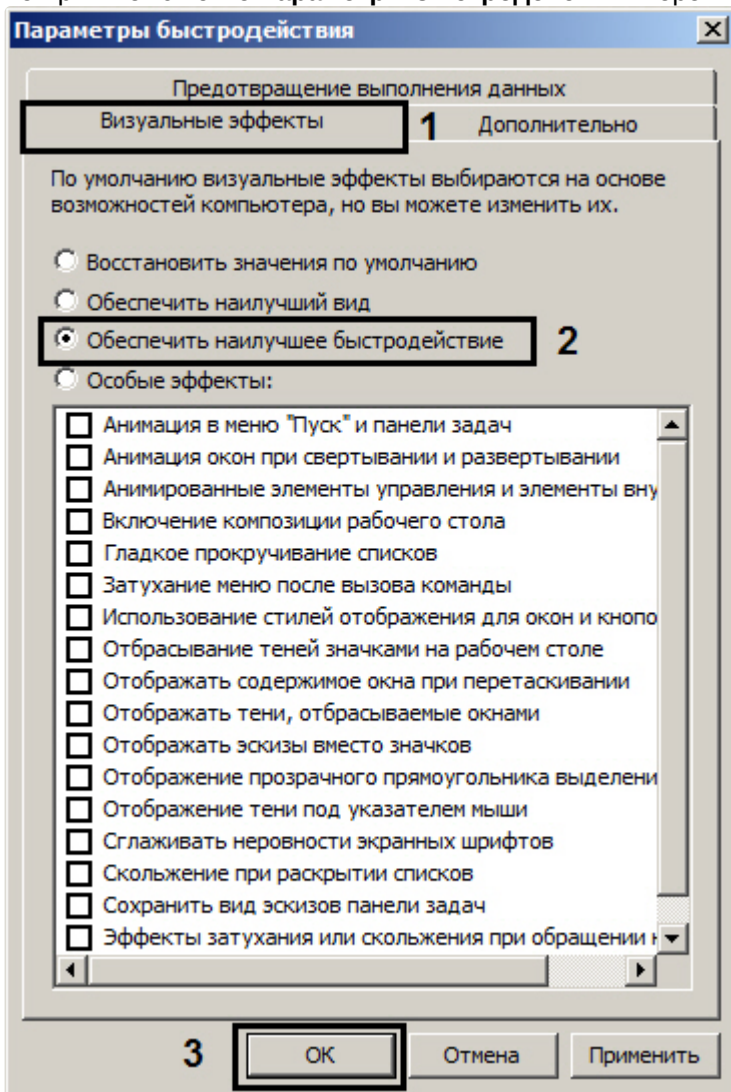 Параметры быстродействия
Предотвращение выполнения данных
Визуальные эффекты 1 Дополнительно
По умолчанию визуальные эффекты выбираются на основе
возможностей компьютера, но вы можете изменить их.
Восстановить значения по умолчанию
Обеспечить наилучший вид
Обеспечить наилучшее быстродействие 2
Особые эффекты:
Анимация в меню "Пуск" и панели задач
Анимация окон при свертывании и развертывании
Анимированные элементы управления и элементы вну
Включение композиции рабочего стола
Гладкое прокручивание списков
Затухание меню после вызова команды
Использование стилей отображения для окон и кнопо
Отбрасывание теней значками на рабочем столе
Отображать содержимое окна при перетаскивании
Отображать тени, отбрасываемые окнами
Отображать эскизы вместо значков
Отображение прозрачного прямоугольника выделени
Отображение тени под указателем мыши
Сглаживать неровности экранных шрифтов
Скольжение при раскрытии списков
Сохранить вид эскизов панели задач
Эффекты затухания или скольжения при обращении
3 ОК Отмена Применить